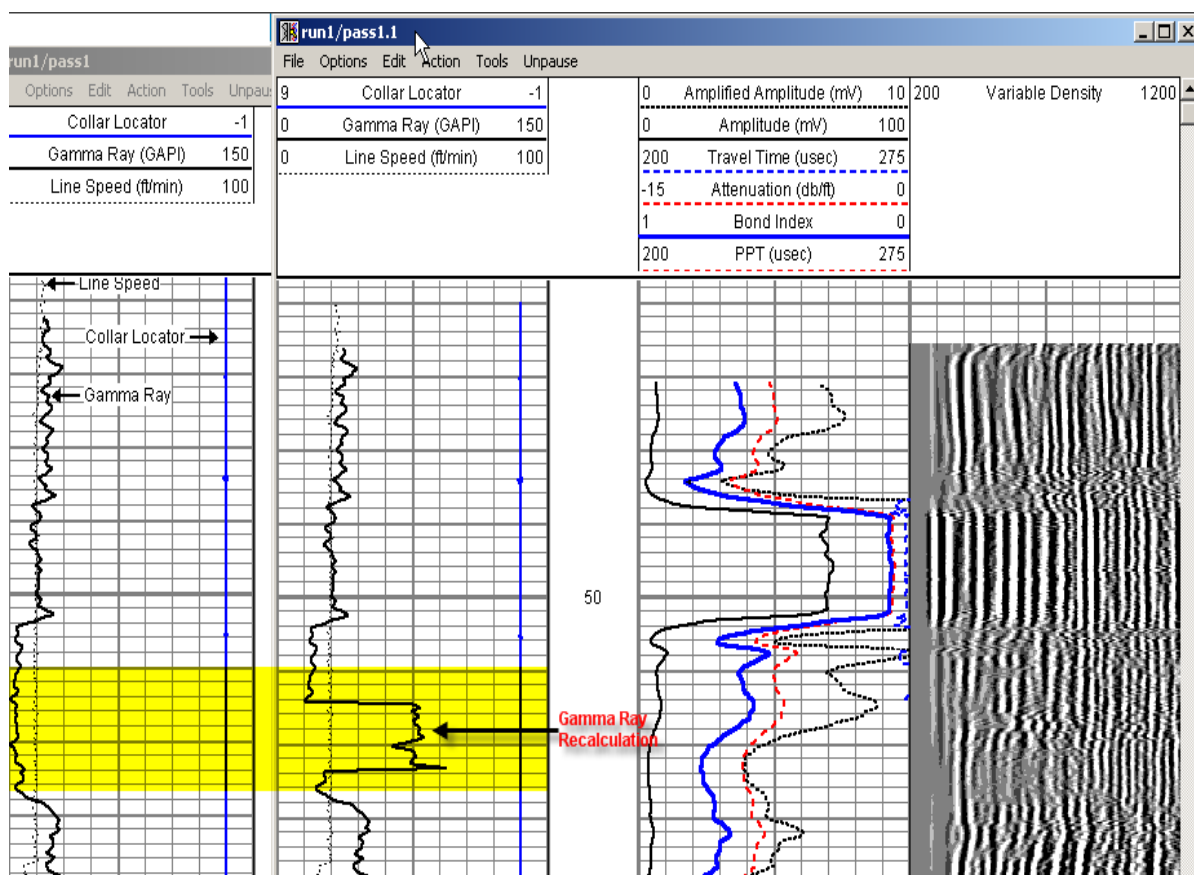 run1/pass1
Options Edit Action Tools Unpau
Collar Locator -1
Gamma Ray (GAPI) 150
Line Speed (ft/min) 100
Line Speed
Collar Locator
Gamma Ray
run1/pass1.1
File Options Edit Action Tools Unpause
9 Collar Locator -1
0 Gamma Ray (GAPI) 150
0 Line Speed (ft/min) 100
0 Amplified Amplitude (mV) 10
0 Amplitude (mV) 100
200 Travel Time (usec) 275
-15 Attenuation (db/ft) 0
1 Bond Index 0
200 PPT (usec) 275
200 Variable Density 1200
50
Gamma Ray
Recalculation